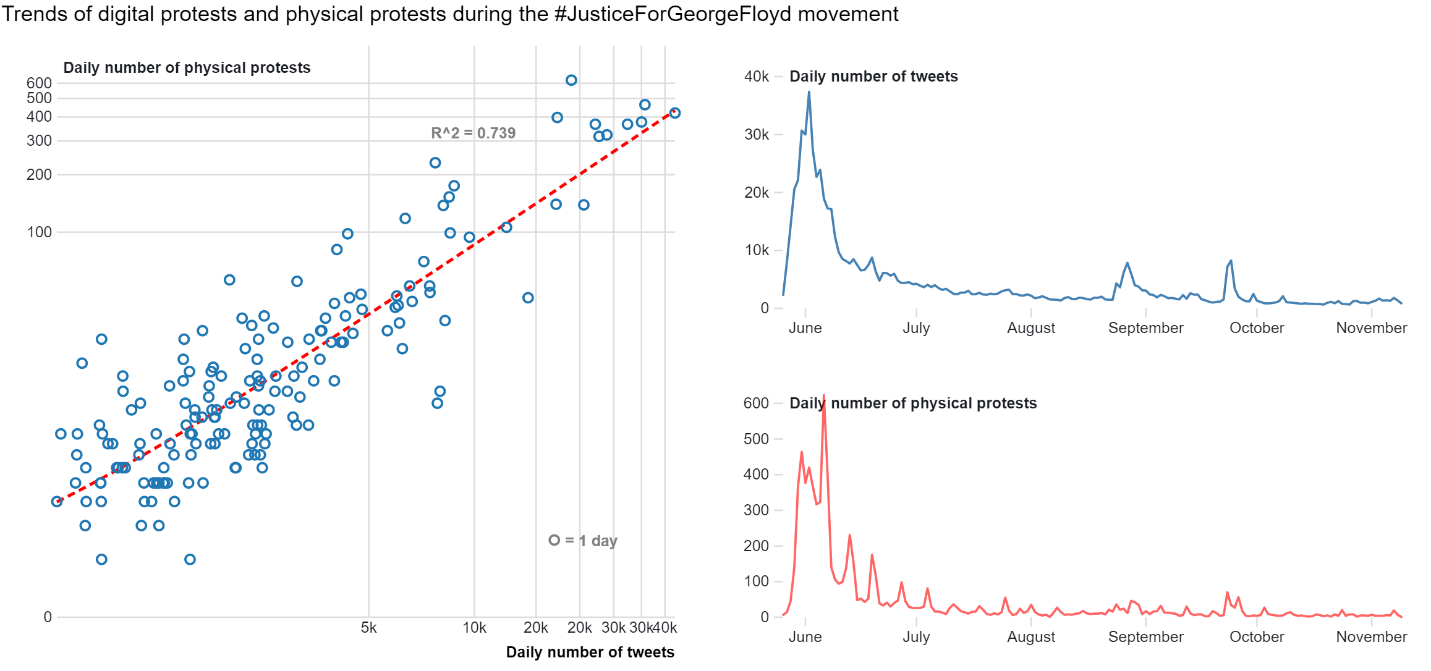 Trends of digital protests and physical protests during the #JusticeForGeorgeFloyd movement
Daily number of physical protests
600
500
400
300
200
100
0
R^2 = 0.739
O = 1 day
5k
10k
20k
20k
30k
30k
40k
Daily number of tweets
Daily number of tweets
40k
30k
20k
10k
0
June
July
August
September
October
November
Daily number of physical protests
600
500
400
300
200
100
0
June
July
August
September
October
November